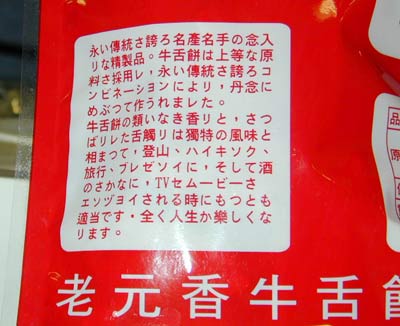 永い傳統さ誇ろ名產名手の念入
りな精製品。牛舌餅は上等な原
料さ採用レ，永い傳統さ誇ろコ
ンビネーションにより，丹念に
めぶつて作うれました。
牛舌餅の類いなき香りと，さつ
ぱりレた舌觸りは獨特の風味と
相まつて，登山、ハイキソク、
旅行、プレゼソイに，そして酒
のさかなに，TVセムービーさ
エソヅヨイされる時にもつとも
適当です・全く人生か樂しくな
ります。
老元香牛舌餅
品
原